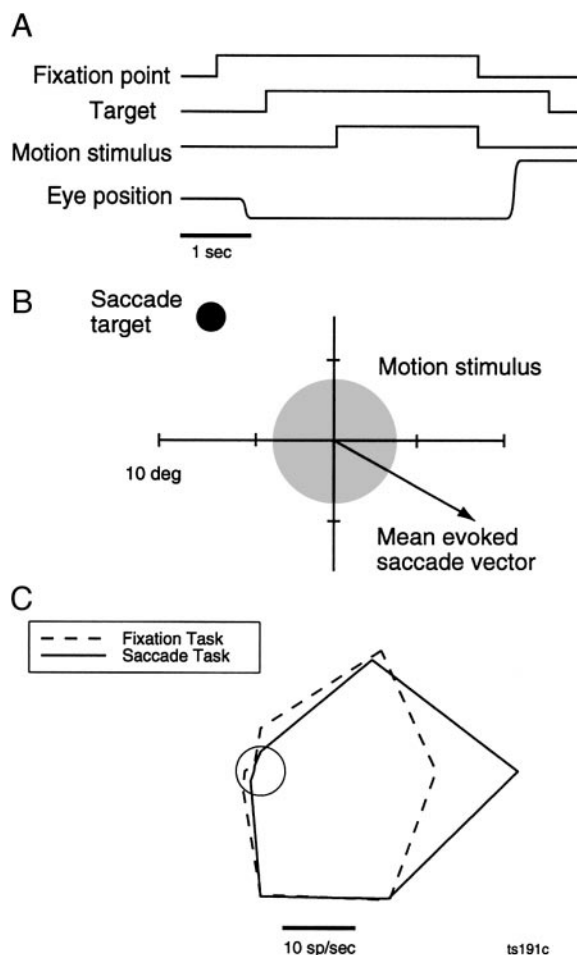 A
Fixation point
Target
Motion stimulus
Eye position
1 sec
B
Saccade
target
Motion stimulus
10 deg
Mean evoked
saccade vector
C
Fixation Task
Saccade Task
10 sp/sec
ts191c